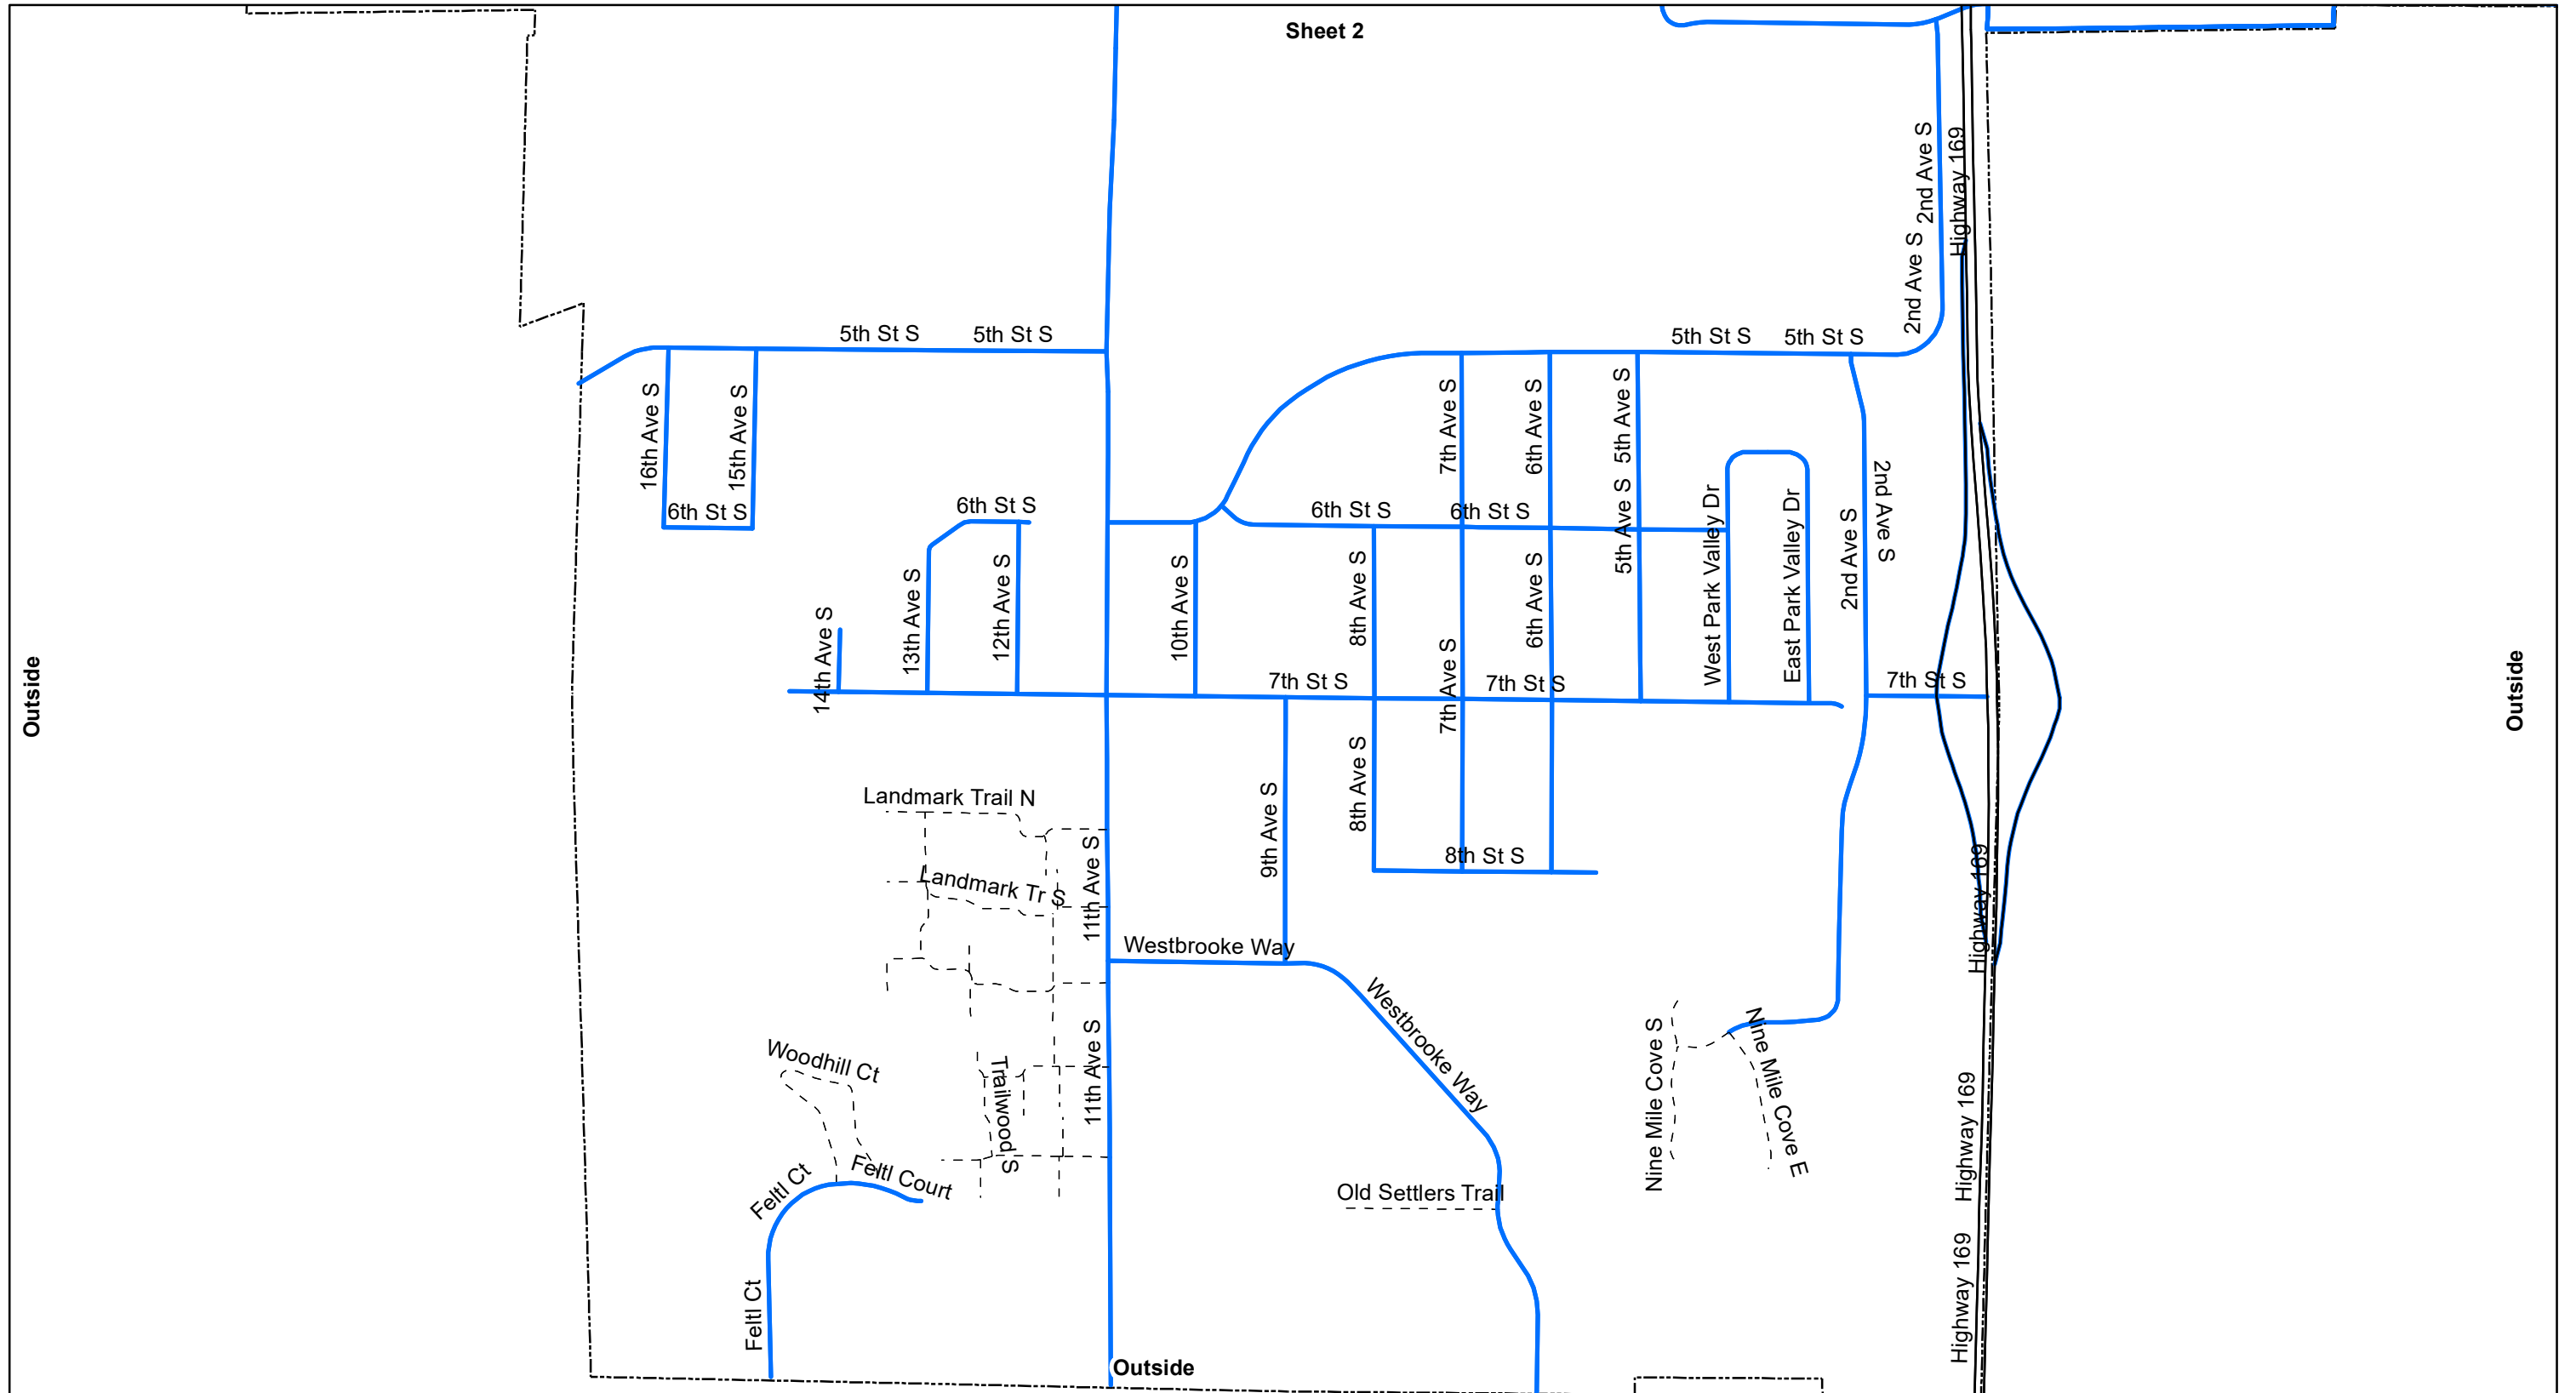 Sheet 2
2nd Ave S
Highway 169
2nd Ave S
5th St S
5th St S
5th St S
5th St S
16th Ave S
15th Ave S
7th Ave S
6th Ave S
5th Ave S
6th St S
6th St S
6th St S
6th St S
5th Ave S
West Park Valley Dr
East Park Valley Dr
2nd Ave S
2nd Ave S
14th Ave S
13th Ave S
12th Ave S
10th Ave S
8th Ave S
6th Ave S
7th Ave S
7th St S
7th St S
7th St S
Outside
Outside
Landmark Trail N
Landmark Tr S
11th Ave S
9th Ave S
8th Ave S
8th St S
Highway 169
Westbrooke Way
Westbrooke Way
Woodhill Ct
Trailwood S
11th Ave S
Nine Mile Cove S
Nine Mile Cove E
Highway 169
Feltl Ct
Feltl Court
Old Settlers Trail
Feltl Ct
Highway 169
Outside